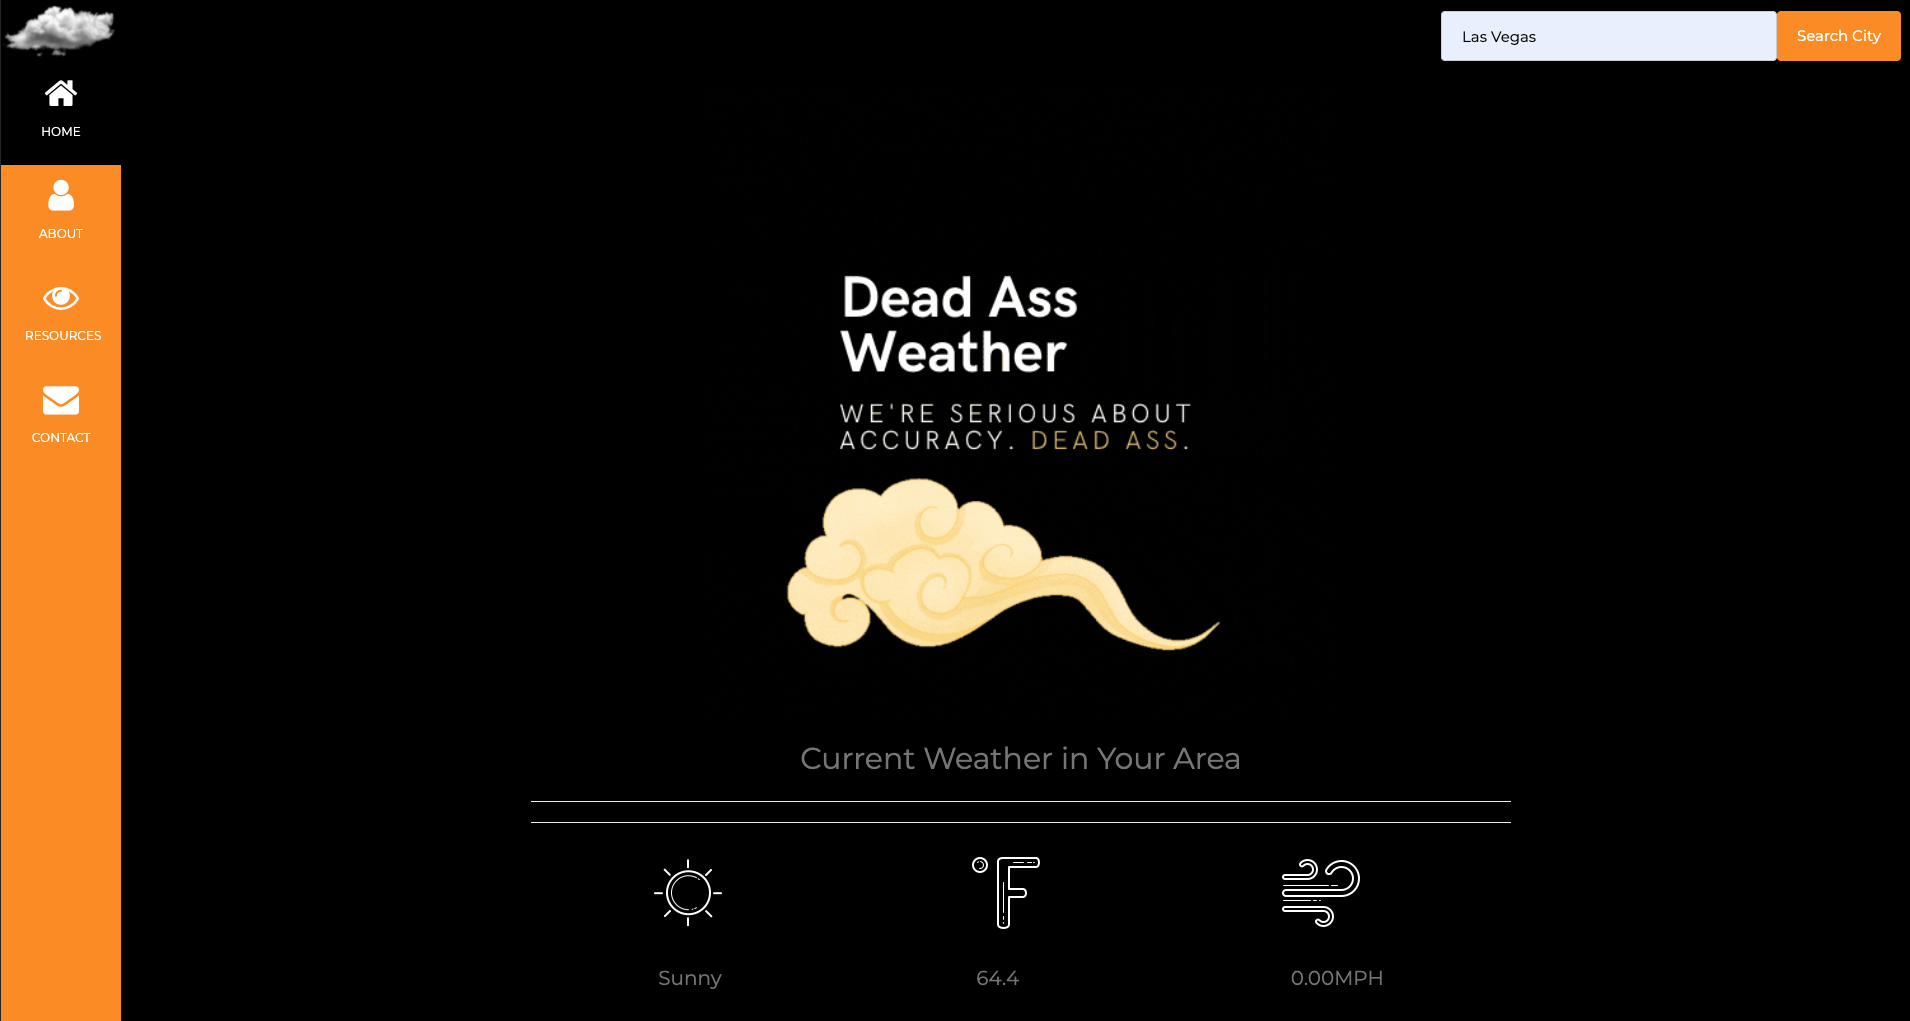 Las Vegas
Search City
HOME
ABOUT
RESOURCES
CONTACT
Dead Ass
Weather
WE'RE SERIOUS ABOUT
ACCURACY. DEAD ASS.
Current Weather in Your Area
°F
Sunny
64.4
0.00MPH